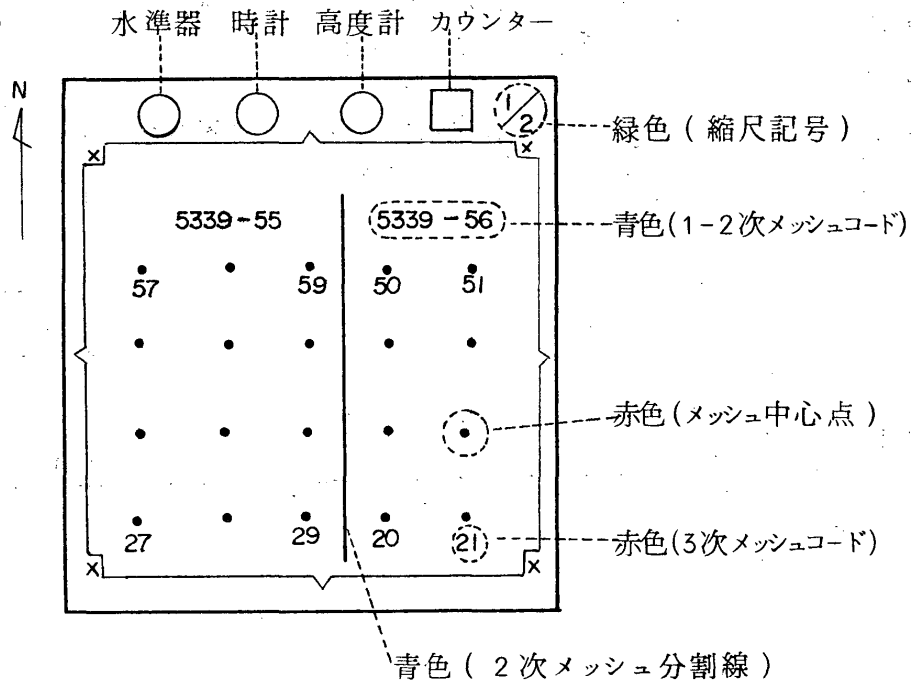 水準器 時計 高度計 カウンター
N
1/2
緑色(縮尺記号)
x x
5339-55 5339-56
青色(1-2次メッシュコード)
57 59 50 51
赤色(メッシュ中心点)
27 29 20 21
赤色(3次メッシュコード)
x x
青色(2次メッシュ分割線)